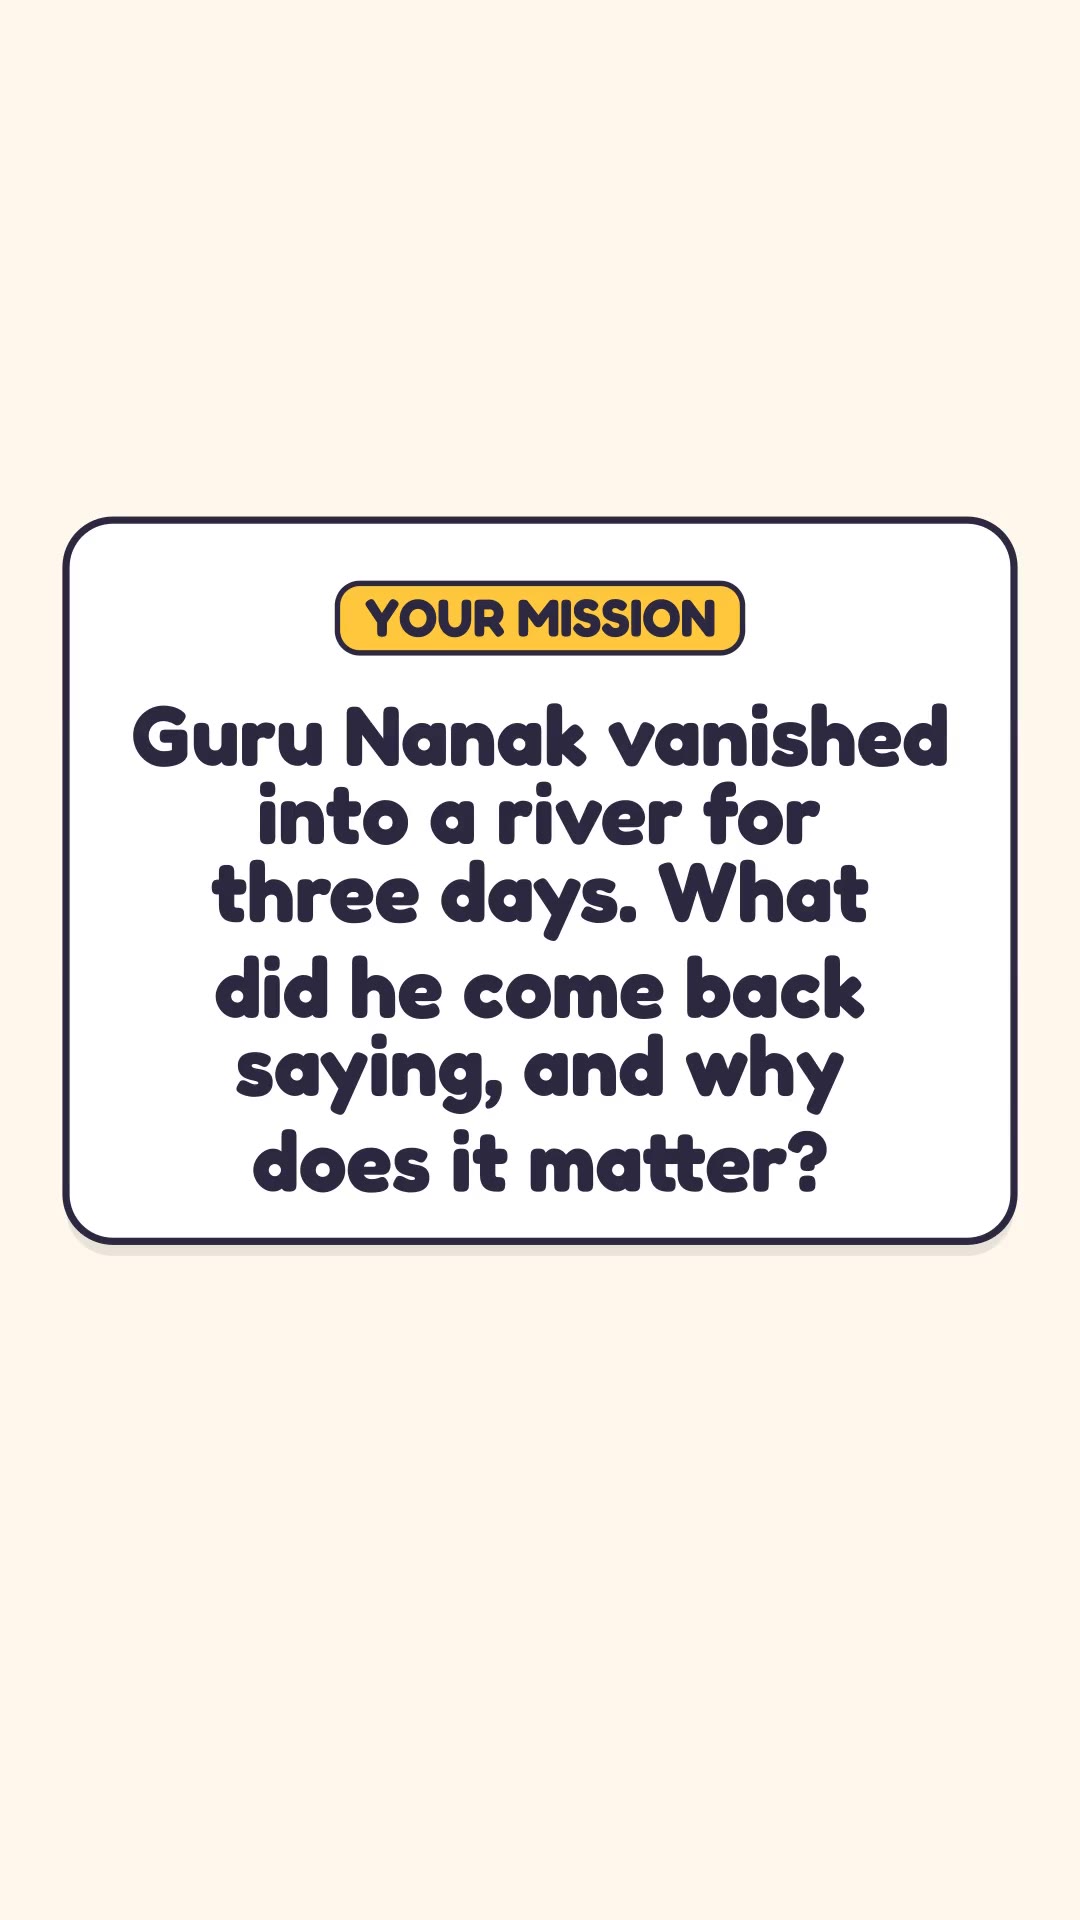 YOUR MISSION
Guru Nanak vanished
into a river for
three days. What
did he come back
saying, and why
does it matter?